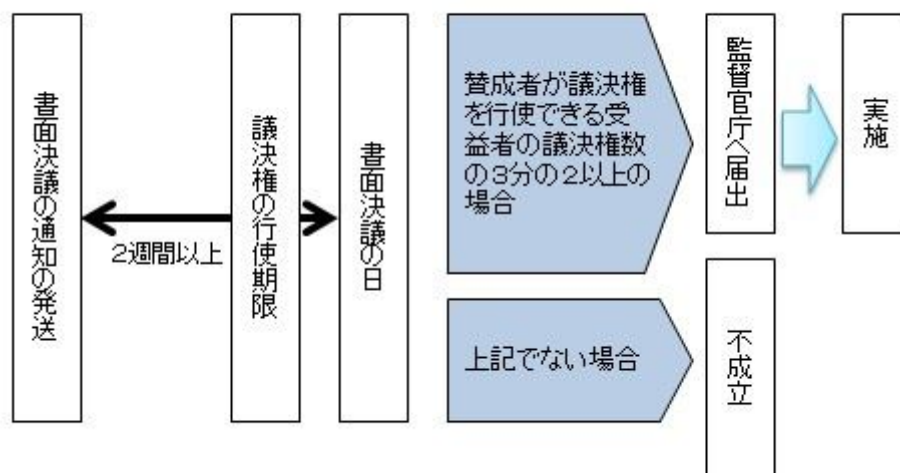 書面決議の通知の発送
2週間以上
議決権の行使期限
書面決議の日
賛成者が議決権
を行使できる受
益者の議決権数
の3分の2以上の
場合
監督官庁へ届出
実施
上記でない場合
不成立